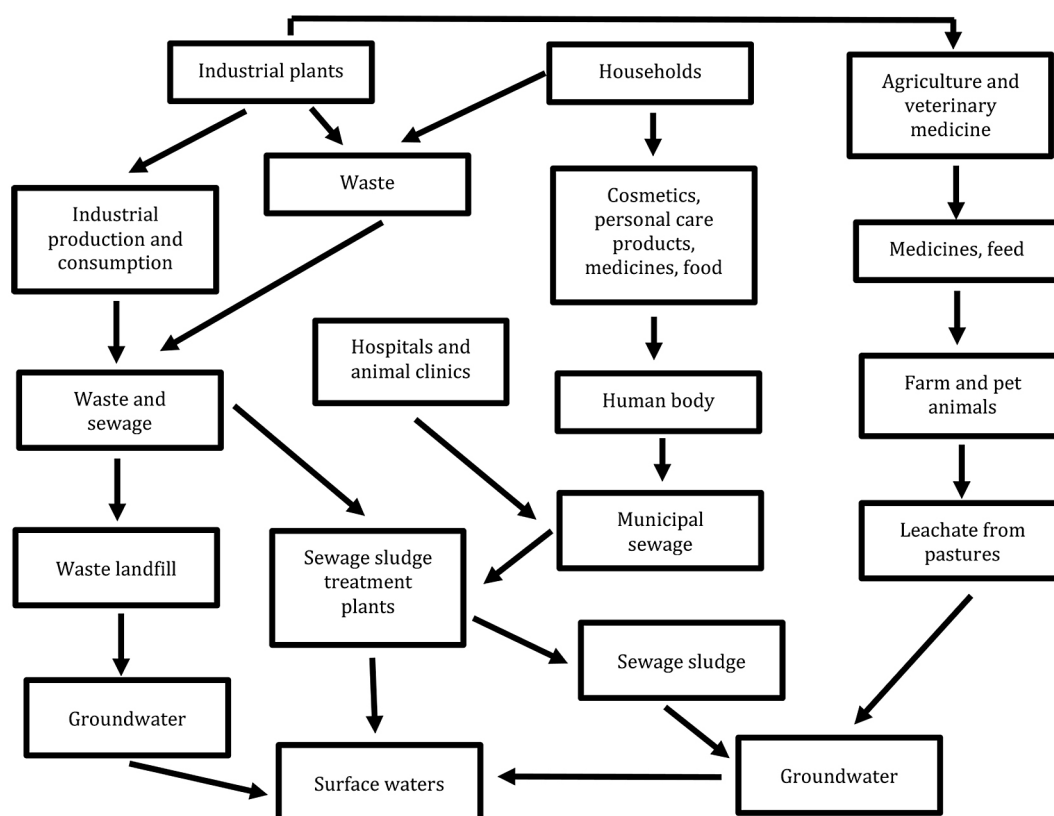 Industrial plants
Households
Agriculture and
veterinary
medicine
Waste
Industrial
production and
consumption
Cosmetics,
personal care
products,
medicines, food
Medicines, feed
Hospitals and
animal clinics
Waste and
sewage
Human body
Farm and pet
animals
Municipal
sewage
Leachate from
pastures
Waste landfill
Sewage sludge
treatment
plants
Sewage sludge
Groundwater
Surface waters
Groundwater